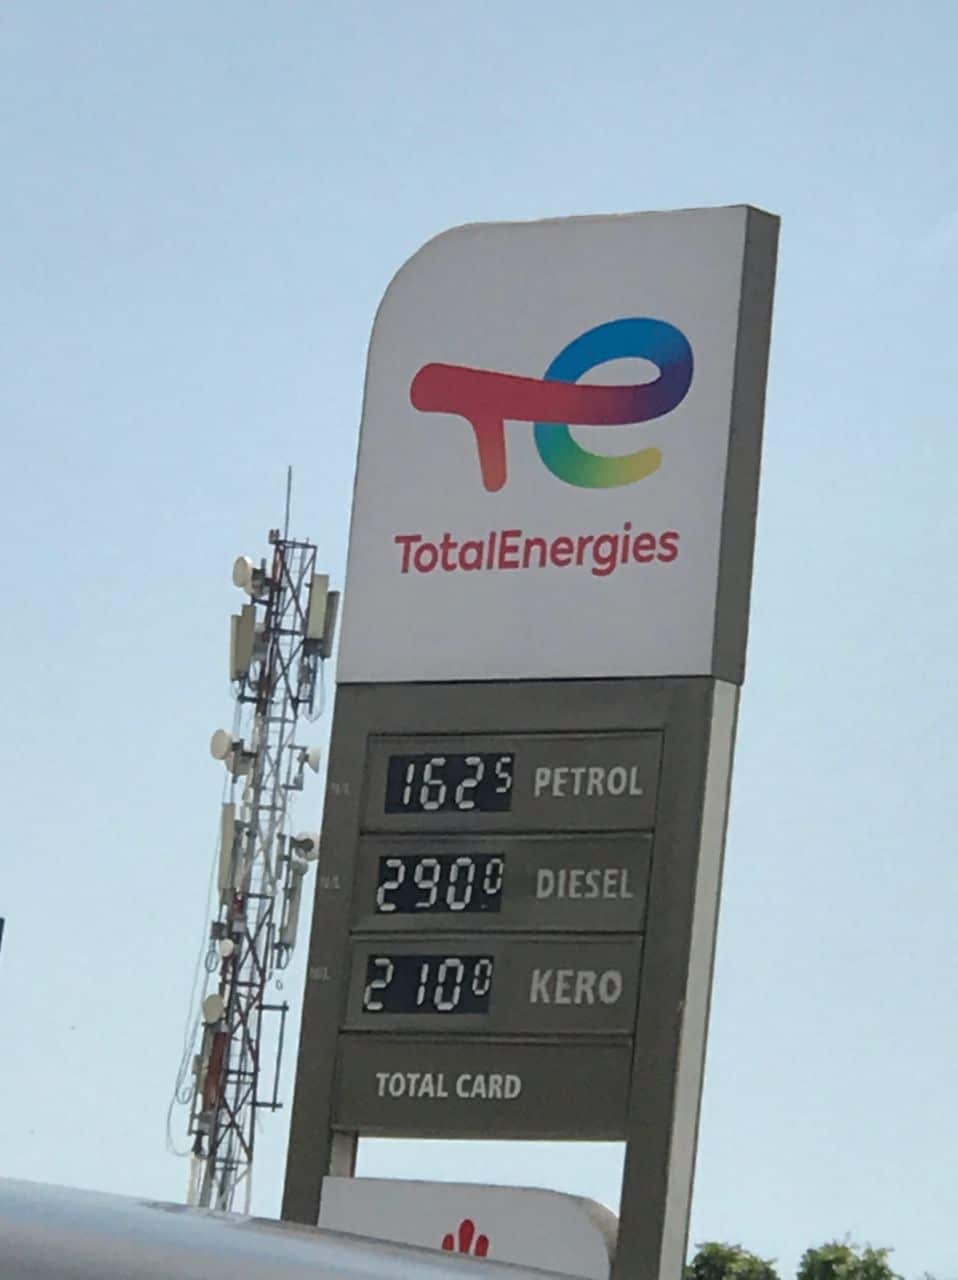 TotalEnergies
N/L 1625 PETROL
N/L 2900 DIESEL
N/L 2100 KERO
TOTAL CARD